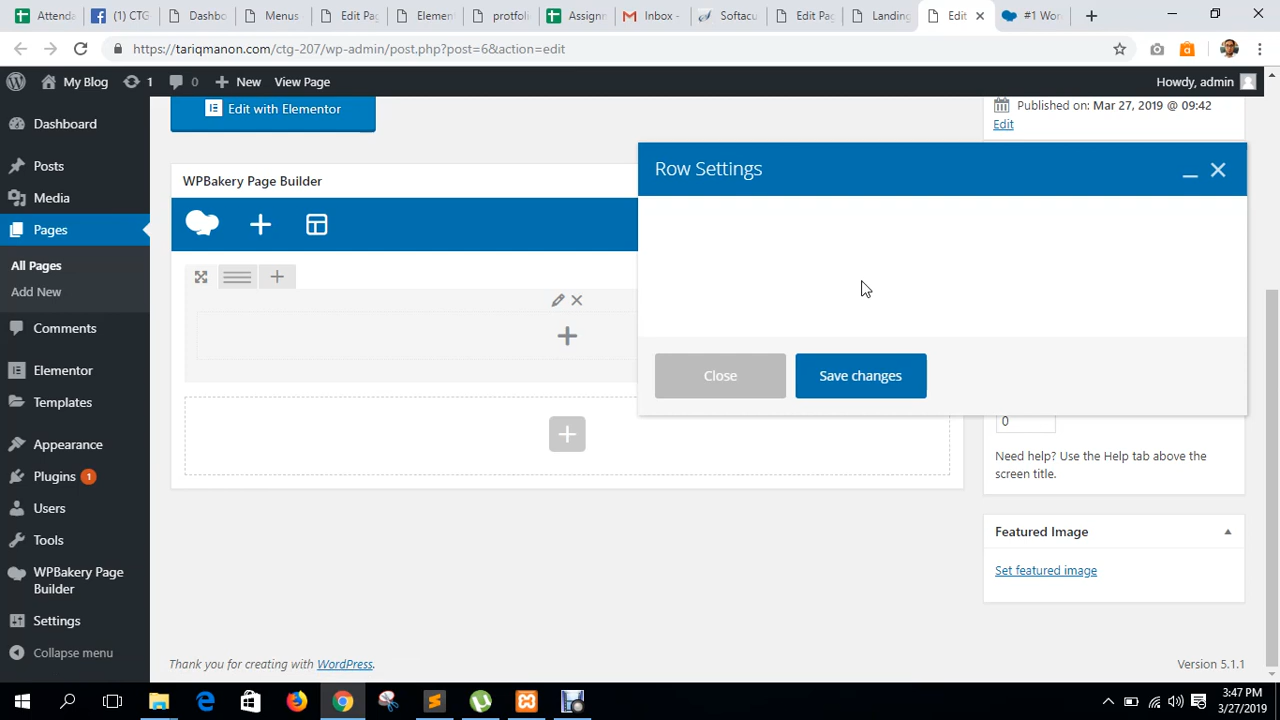 Attenda
(1) CTG
Dashbo
Menus
Edit Pa
Elemen
protfoli
Assignm
Inbox -
Softacu
Edit Pag
Landing
Edit
#1 Wor
https://tariqmanon.com/ctg-207/wp-admin/post.php?post=6&action=edit
My Blog
1
0
New
View Page
Howdy, admin
Dashboard
Posts
Media
Pages
All Pages
Add New
Comments
Elementor
Templates
Appearance
Plugins 1
Users
Tools
WPBakery Page
Builder
Settings
Collapse menu
Edit with Elementor
WPBakery Page Builder
Published on: Mar 27, 2019 @ 09:42
Edit
Row Settings
Close
Save changes
0
Need help? Use the Help tab above the
screen title.
Featured Image
Set featured image
Thank you for creating with WordPress.
Version 5.1.1
3:47 PM
3/27/2019